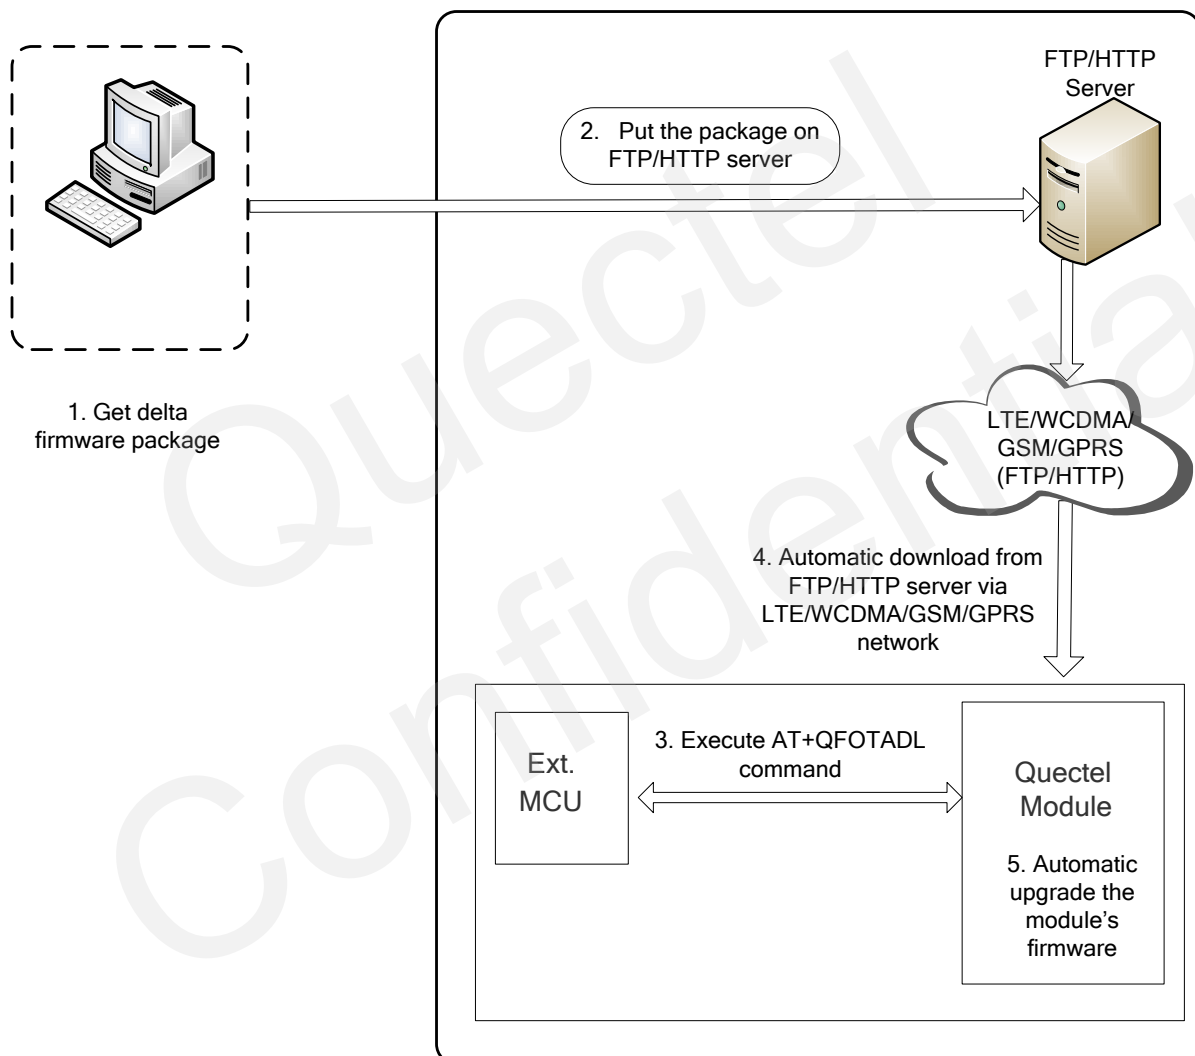 FTP/HTTP
Server
2. Put the package on
FTP/HTTP server
1. Get delta
firmware package
LTE/WCDMA/
GSM/GPRS
(FTP/HTTP)
4. Automatic download from
FTP/HTTP server via
LTE/WCDMA/GSM/GPRS
network
3. Execute AT+QFOTADL
command
Ext.
MCU
Quectel
Module
5. Automatic
upgrade the
module's
firmware
Quectel
Confidential